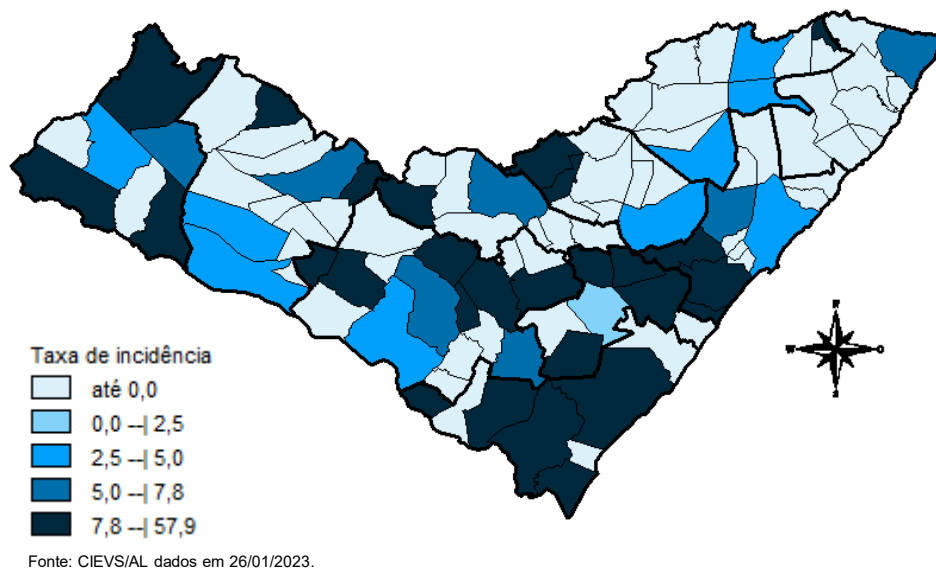 N
W
O
S
Taxa de incidência
até 0,0
0,0 --| 2,5
2,5 --| 5,0
5,0 --| 7,8
7,8 --| 57,9
Fonte: CIEVS/AL dados em 26/01/2023.